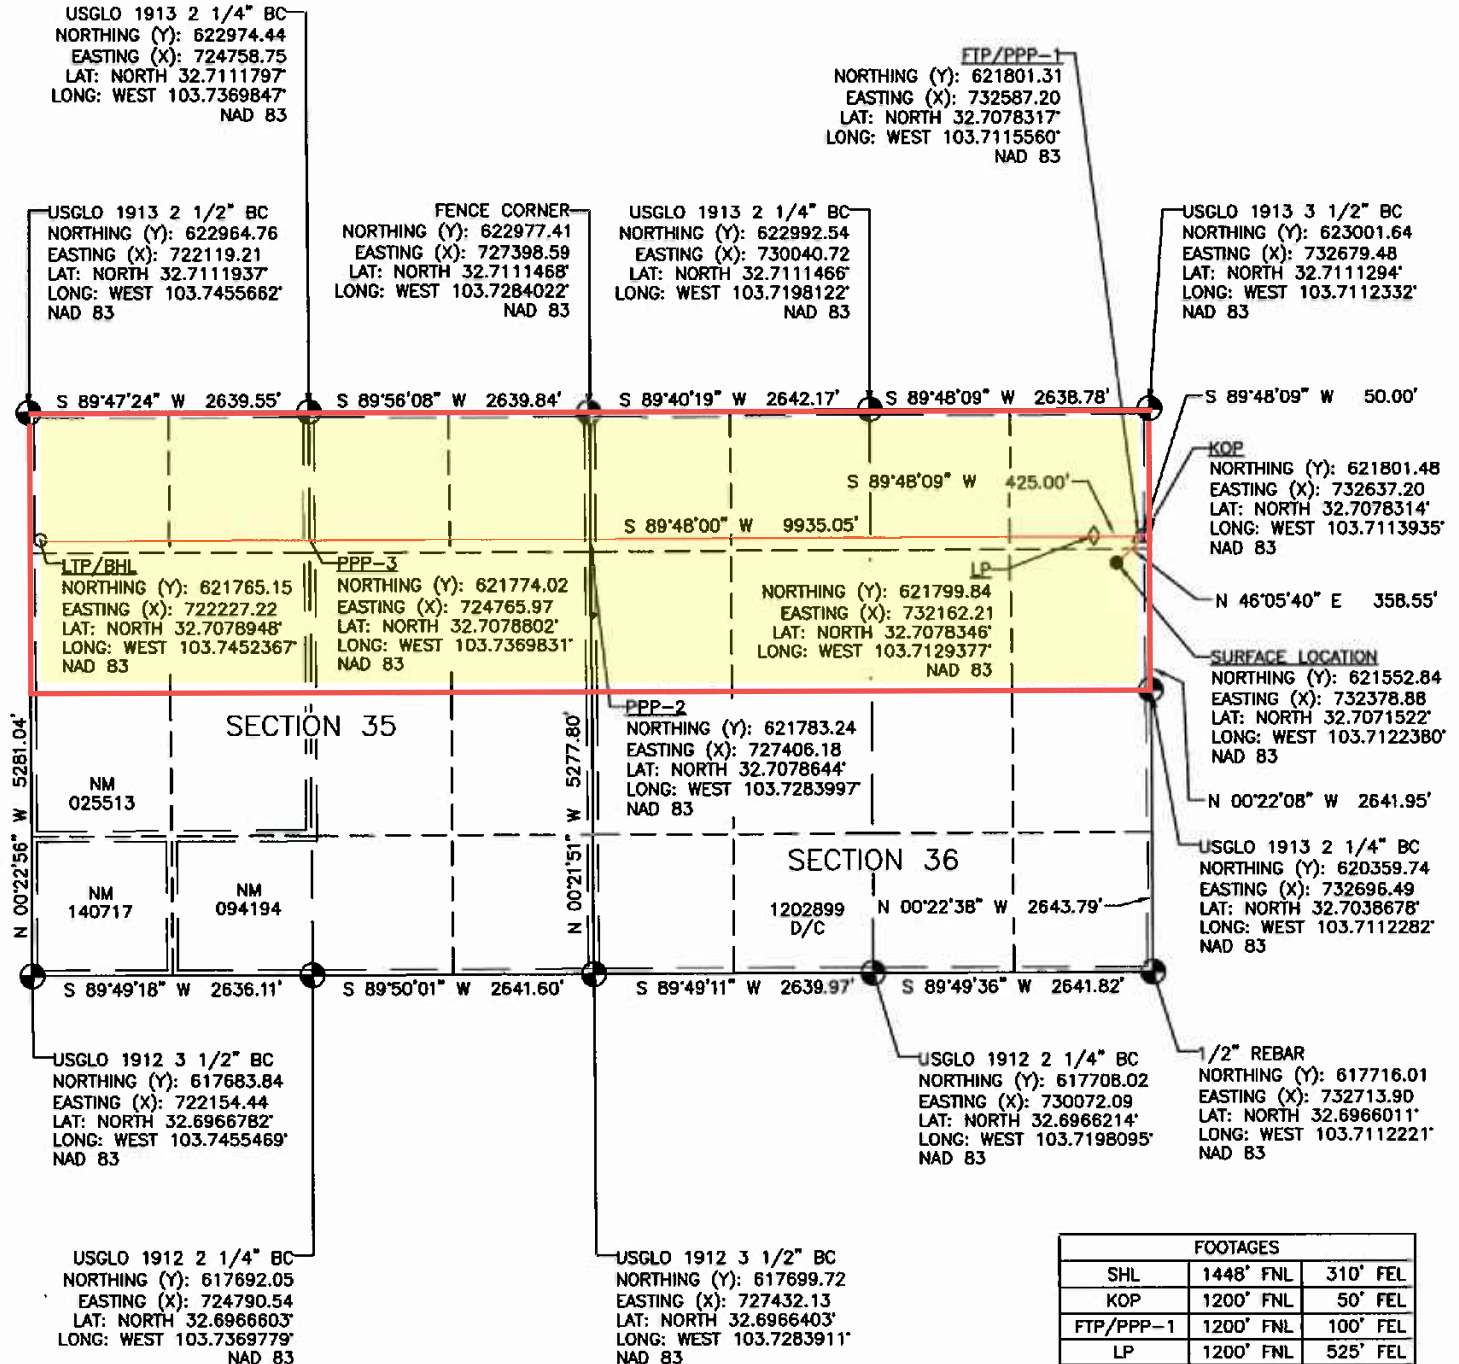 USGLO 1913 2 1/4" BC
NORTHING (Y): 622974.44
EASTING (X): 724758.75
LAT: NORTH 32.7111797°
LONG: WEST 103.7369847°
NAD 83
FTP/PPP-1
NORTHING (Y): 621801.31
EASTING (X): 732587.20
LAT: NORTH 32.7078317°
LONG: WEST 103.7115560°
NAD 83
USGLO 1913 2 1/2" BC
NORTHING (Y): 622964.76
EASTING (X): 722119.21
LAT: NORTH 32.7111937°
LONG: WEST 103.7455662°
NAD 83
FENCE CORNER
NORTHING (Y): 622977.41
EASTING (X): 727398.59
LAT: NORTH 32.7111468°
LONG: WEST 103.7284022°
NAD 83
USGLO 1913 2 1/4" BC
NORTHING (Y): 622992.54
EASTING (X): 730040.72
LAT: NORTH 32.7111466°
LONG: WEST 103.7198122°
NAD 83
USGLO 1913 3 1/2" BC
NORTHING (Y): 623001.64
EASTING (X): 732679.48
LAT: NORTH 32.7111294°
LONG: WEST 103.7112332°
NAD 83
S 89°47'24" W 2639.55'
S 89°56'08" W 2639.84'
S 89°40'19" W 2642.17'
S 89°48'09" W 2638.78'
S 89°48'09" W 50.00'
KOP
NORTHING (Y): 621801.48
EASTING (X): 732637.20
LAT: NORTH 32.7078314°
LONG: WEST 103.7113935°
NAD 83
S 89°48'09" W 425.00'
S 89°48'00" W 9935.05'
LTP/BHL
NORTHING (Y): 621765.15
EASTING (X): 722227.22
LAT: NORTH 32.7078948°
LONG: WEST 103.7452367°
NAD 83
PPP-3
NORTHING (Y): 621774.02
EASTING (X): 724765.97
LAT: NORTH 32.7078802°
LONG: WEST 103.7369831°
NAD 83
LP
NORTHING (Y): 621799.84
EASTING (X): 732162.21
LAT: NORTH 32.7078346°
LONG: WEST 103.7129377°
NAD 83
N 46°05'40" E 358.55'
SURFACE LOCATION
NORTHING (Y): 621552.84
EASTING (X): 732378.88
LAT: NORTH 32.7071522°
LONG: WEST 103.7122380°
NAD 83
PPP-2
NORTHING (Y): 621783.24
EASTING (X): 727406.18
LAT: NORTH 32.7078644°
LONG: WEST 103.7283997°
NAD 83
SECTION 35
N 00°22'56" W 5281.04'
N 00°21'51" W 5277.80'
NM
025513
NM
140717
NM
094194
N 00°22'08" W 2641.95'
SECTION 36
1202899
D/C
N 00°22'38" W 2643.79'
USGLO 1913 2 1/4" BC
NORTHING (Y): 620359.74
EASTING (X): 732696.49
LAT: NORTH 32.7038678°
LONG: WEST 103.7112282°
NAD 83
S 89°49'18" W 2636.11'
S 89°50'01" W 2641.60'
S 89°49'11" W 2639.97'
S 89°49'36" W 2641.82'
USGLO 1912 3 1/2" BC
NORTHING (Y): 617683.84
EASTING (X): 722154.44
LAT: NORTH 32.6966782°
LONG: WEST 103.7455469°
NAD 83
USGLO 1912 2 1/4" BC
NORTHING (Y): 617708.02
EASTING (X): 730072.09
LAT: NORTH 32.6966214°
LONG: WEST 103.7198095°
NAD 83
1/2" REBAR
NORTHING (Y): 617716.01
EASTING (X): 732713.90
LAT: NORTH 32.6966011°
LONG: WEST 103.7112221°
NAD 83
USGLO 1912 2 1/4" BC
NORTHING (Y): 617692.05
EASTING (X): 724790.54
LAT: NORTH 32.6966603°
LONG: WEST 103.7369779°
NAD 83
USGLO 1912 3 1/2" BC
NORTHING (Y): 617699.72
EASTING (X): 727432.13
LAT: NORTH 32.6966403°
LONG: WEST 103.7283911°
NAD 83
FOOTAGES
SHL 1448' FNL 310' FEL
KOP 1200' FNL 50' FEL
FTP/PPP-1 1200' FNL 100' FEL
LP 1200' FNL 525' FEL